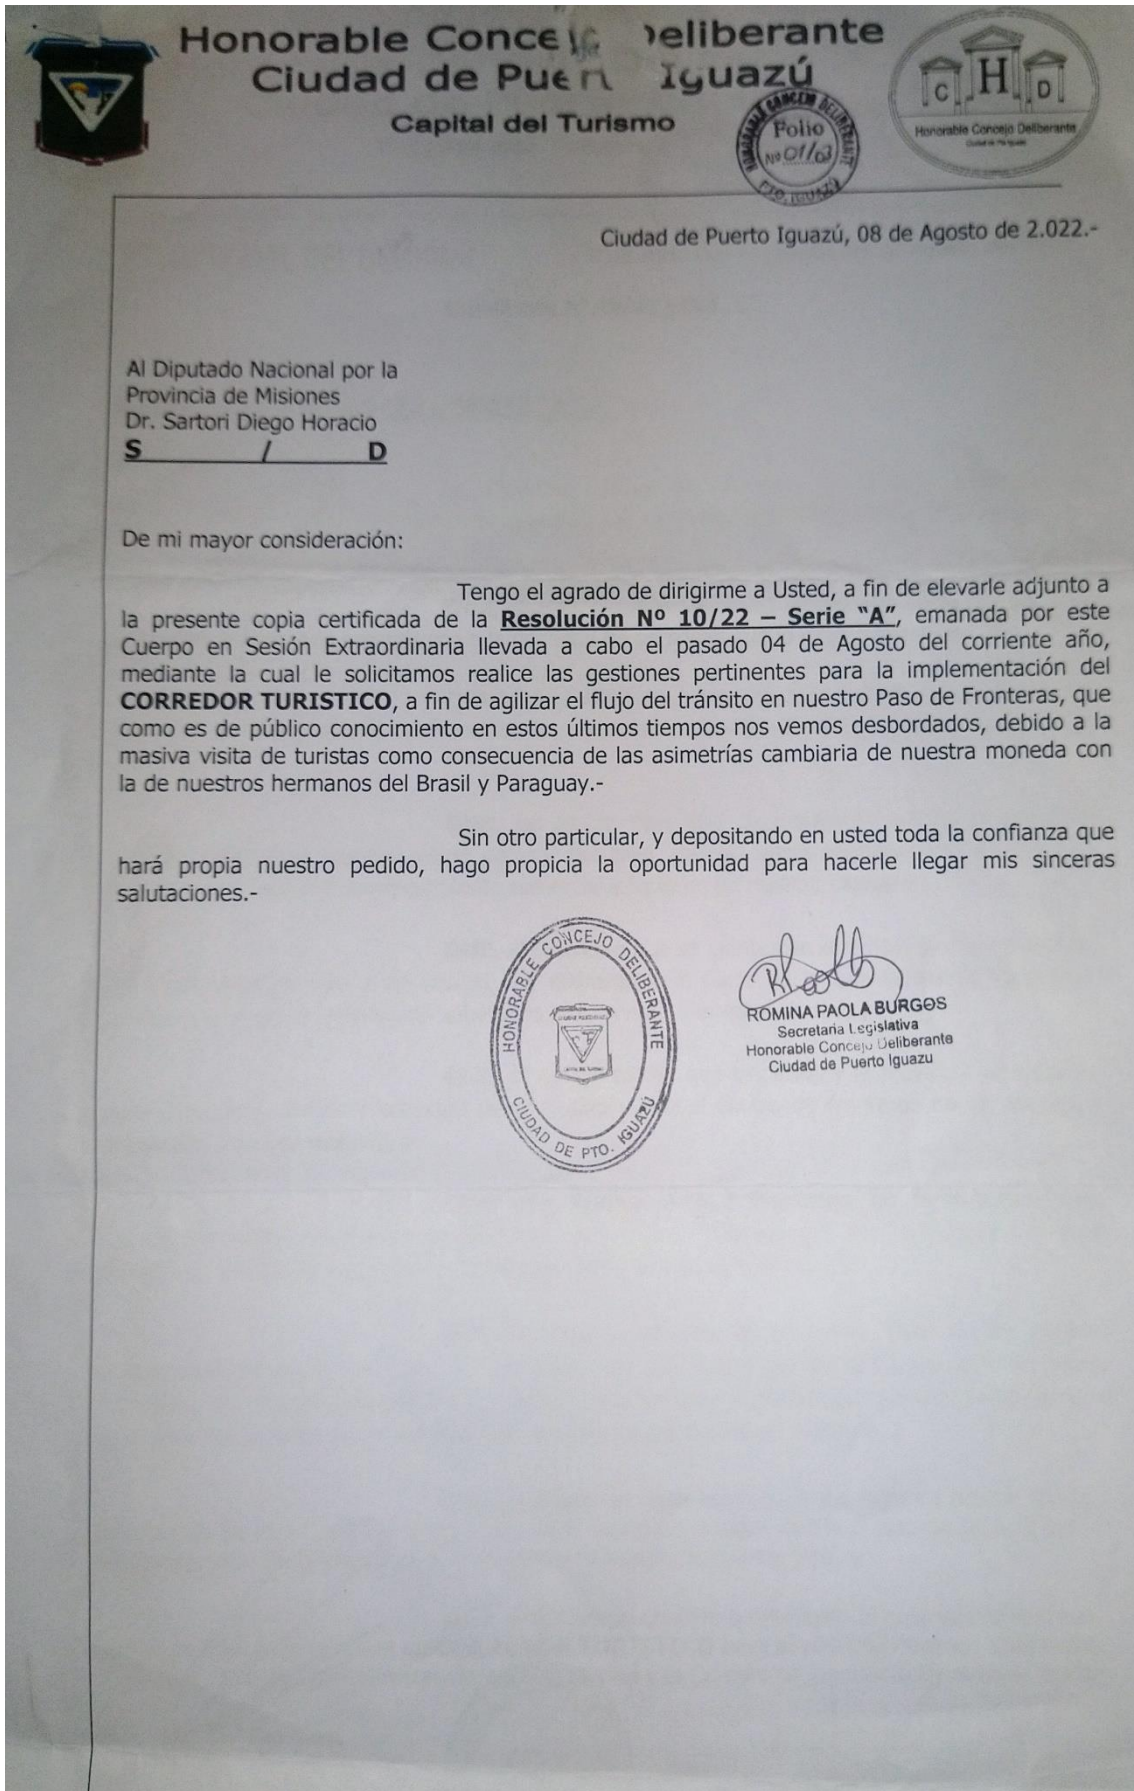 Honorable Deliberante
Ciudad de Puerto Iguazú
Capital del Turismo
HONORABLE CONCEJO DELIBERANTE
Folio
Nº 01/03
PTO. IGUAZÚ
C H D
Honorable Concejo Deliberante
Ciudad de Puerto Iguazú, 08 de Agosto de 2.022.-
Al Diputado Nacional por la
Provincia de Misiones
Dr. Sartori Diego Horacio
S / D
De mi mayor consideración:
Tengo el agrado de dirigirme a Usted, a fin de elevarle adjunto a
la presente copia certificada de la Resolución Nº 10/22 – Serie “A”, emanada por este
Cuerpo en Sesión Extraordinaria llevada a cabo el pasado 04 de Agosto del corriente año,
mediante la cual le solicitamos realice las gestiones pertinentes para la implementación del
CORREDOR TURISTICO, a fin de agilizar el flujo del tránsito en nuestro Paso de Fronteras, que
como es de público conocimiento en estos últimos tiempos nos vemos desbordados, debido a la
masiva visita de turistas como consecuencia de las asimetrías cambiaria de nuestra moneda con
la de nuestros hermanos del Brasil y Paraguay.-
Sin otro particular, y depositando en usted toda la confianza que
hará propia nuestro pedido, hago propicia la oportunidad para hacerle llegar mis sinceras
salutaciones.-
HONORABLE CONCEJO DELIBERANTE
CIUDAD DE PTO. IGUAZÚ
ROMINA PAOLA BURGOS
Secretaria Legislativa
Honorable Concejo Deliberante
Ciudad de Puerto Iguazu